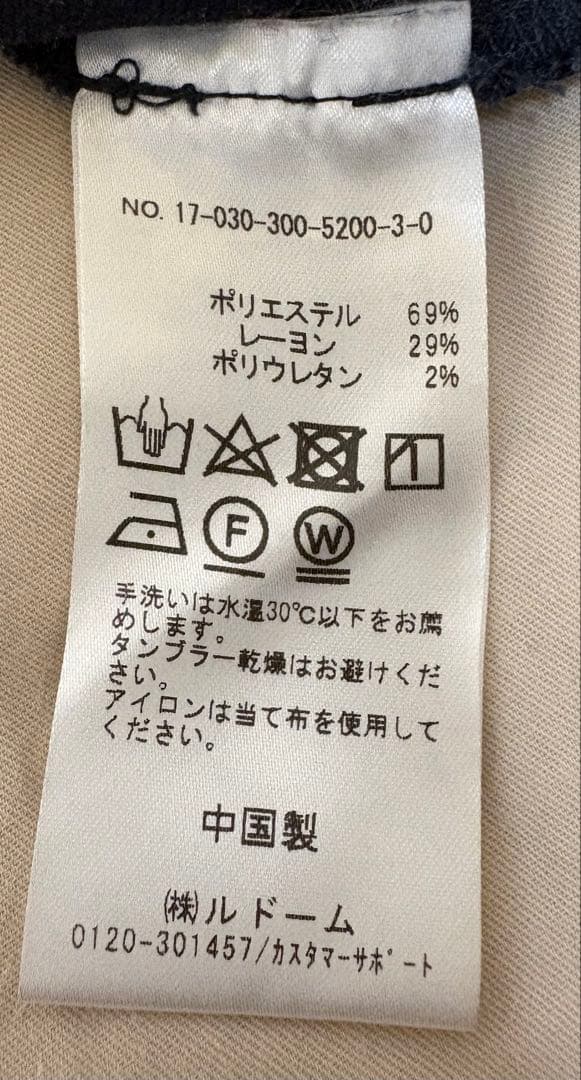 NO. 17-030-300-5200-3-0
ポリエステル 69%
レーヨン 29%
ポリウレタン 2%
F W
手洗いは水温30℃以下をお薦
めします。
タンブラー乾燥はお避けくだ
さい。
アイロンは当て布を使用して
ください。
中国製
㈱ルドーム
0120-301457/カスタマーサポート